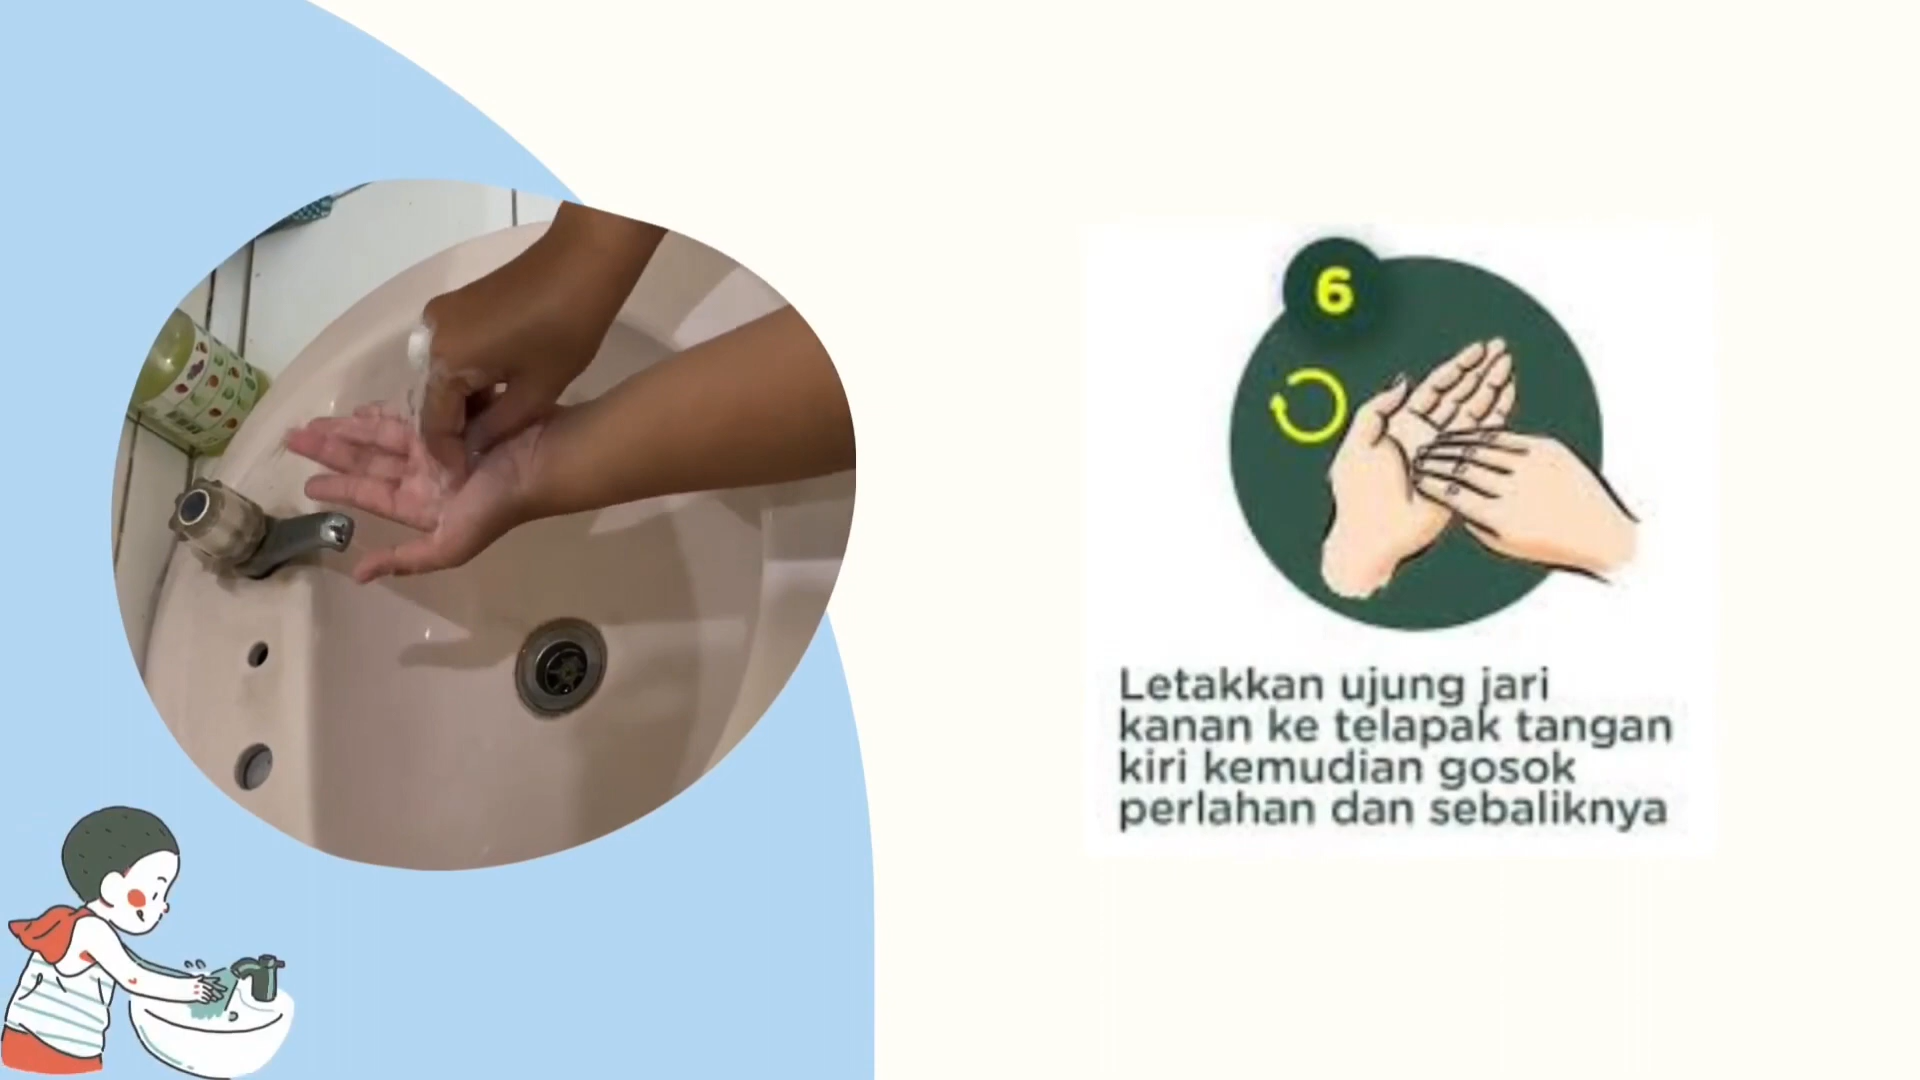 6
Letakkan ujung jari
kanan ke telapak tangan
kiri kemudian gosok
perlahan dan sebaliknya